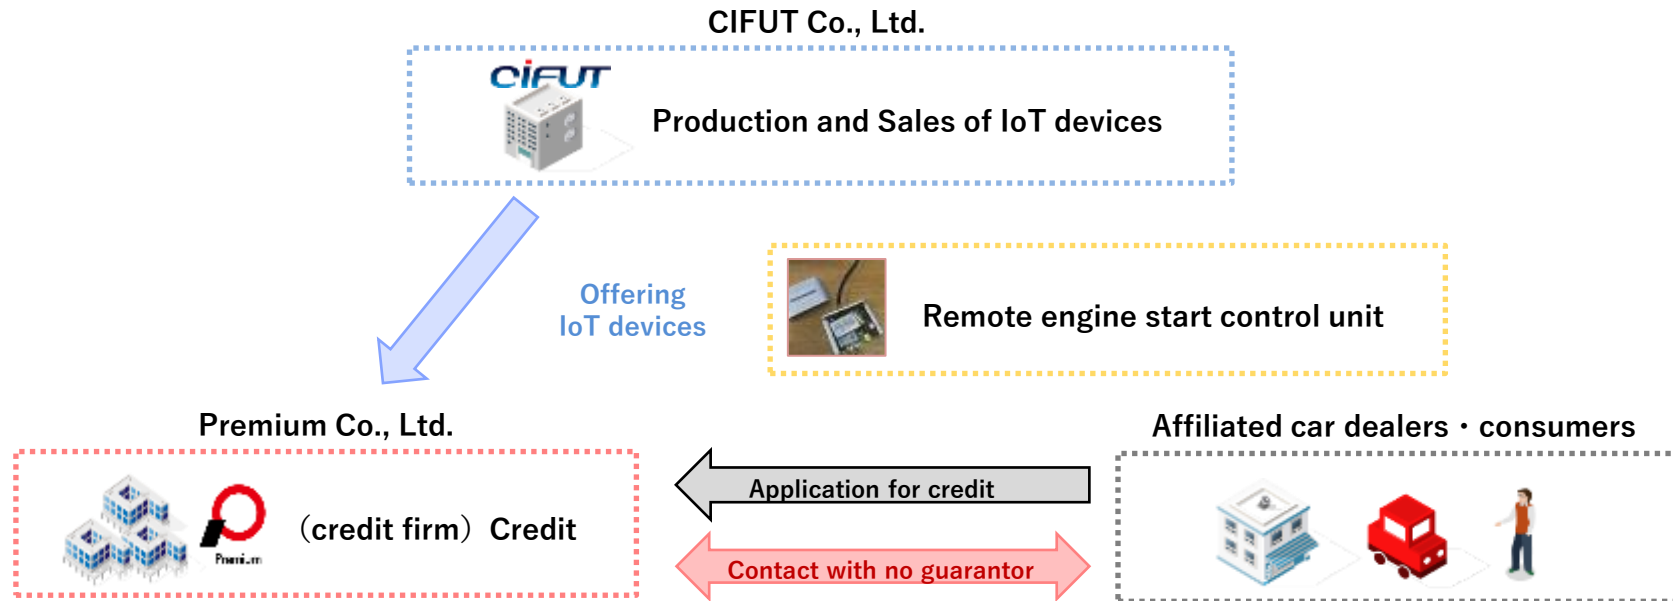 CIFUT Co., Ltd.
CIFUT
Production and Sales of IoT devices
Offering
IoT devices
Remote engine start control unit
Premium Co., Ltd.
Affiliated car dealers・consumers
Application for credit
(credit firm) Credit
Premium
Contact with no guarantor